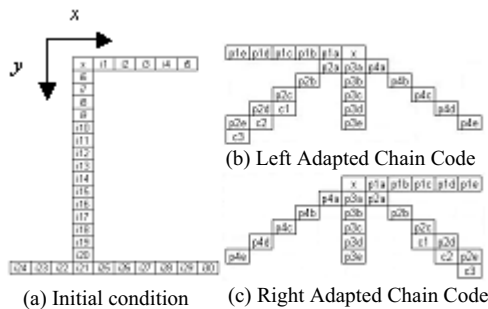 x
y
x i1 i2 i3 i4 i5
i6
i7
i8
i9
i10
i11
i12
i13
i14
i15
i16
i17
i18
i19
i20
i24 i23 i22 i21 i25 i26 i27 i28 i29 i30
(a) Initial condition
p1e p1d p1c p1b p1a x
p2a p3a p4a
p2b p3b p4b
p2c p3c p4c
p2d c1 p3d p4d
p2e c2 p3e p4e
c3
(b) Left Adapted Chain Code
x p1a p1b p1c p1d p1e
p4a p3a p2a
p4b p3b p2b
p4c p3c p2c
p4d p3d c1 p2d
p4e p3e c2 p2e
c3
(c) Right Adapted Chain Code